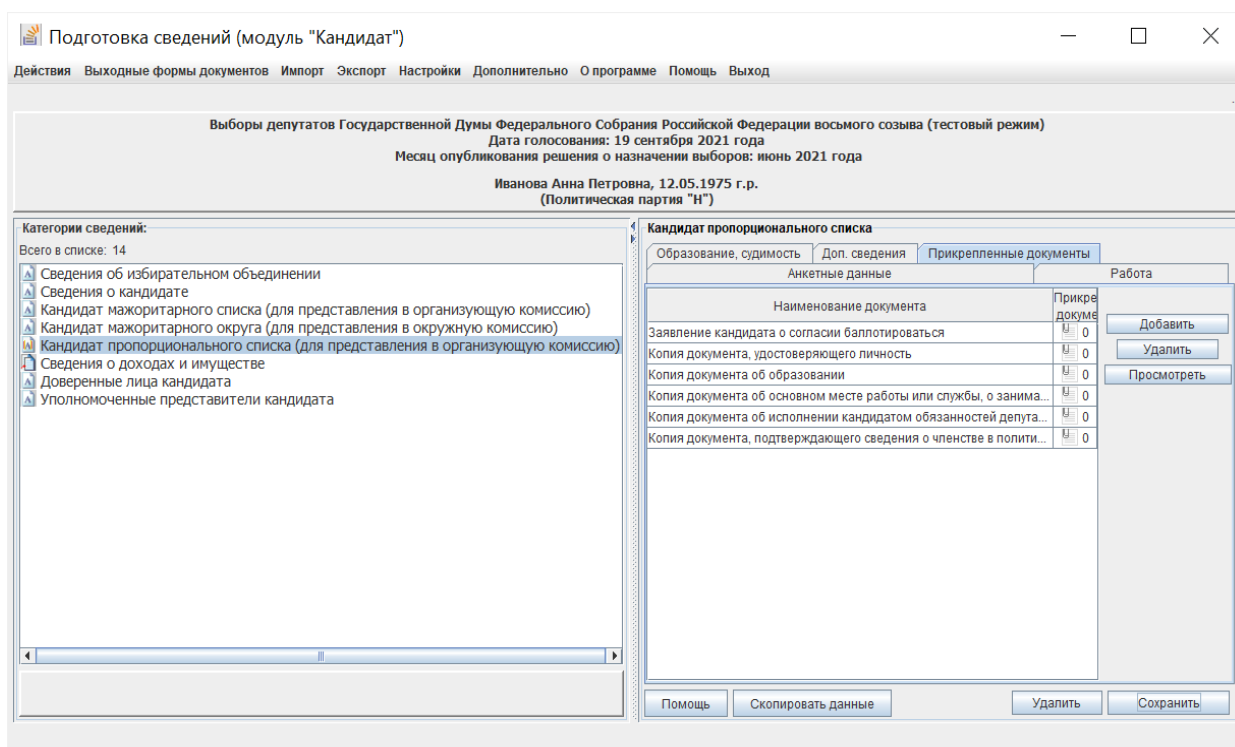 Подготовка сведений (модуль "Кандидат")
Действия Выходные формы документов Импорт Экспорт Настройки Дополнительно О программе Помощь Выход
Выборы депутатов Государственной Думы Федерального Собрания Российской Федерации восьмого созыва (тестовый режим)
Дата голосования: 19 сентября 2021 года
Месяц опубликования решения о назначении выборов: июнь 2021 года
Иванова Анна Петровна, 12.05.1975 г.р.
(Политическая партия "Н")
Категории сведений:
Всего в списке: 14
Сведения об избирательном объединении
Сведения о кандидате
Кандидат мажоритарного списка (для представления в организующую комиссию)
Кандидат мажоритарного округа (для представления в окружную комиссию)
Кандидат пропорционального списка (для представления в организующую комиссию)
Сведения о доходах и имуществе
Доверенные лица кандидата
Уполномоченные представители кандидата
Кандидат пропорционального списка
Образование, судимость Доп. сведения Прикрепленные документы
Анкетные данные Работа
Наименование документа Прикре докуме
Заявление кандидата о согласии баллотироваться 0
Копия документа, удостоверяющего личность 0
Копия документа об образовании 0
Копия документа об основном месте работы или службы, о занима... 0
Копия документа об исполнении кандидатом обязанностей депута... 0
Копия документа, подтверждающего сведения о членстве в полити... 0
Добавить
Удалить
Просмотреть
Помощь Скопировать данные Удалить Сохранить